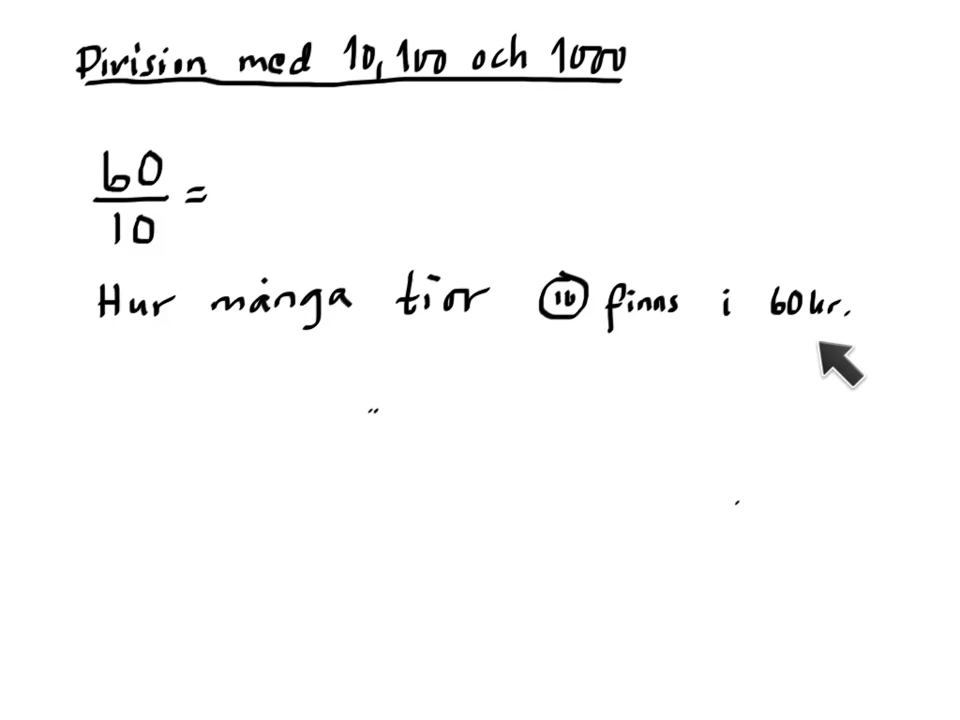 Division med 10, 100 och 1000
60
10
=
Hur många tior 10 finns i 60kr.